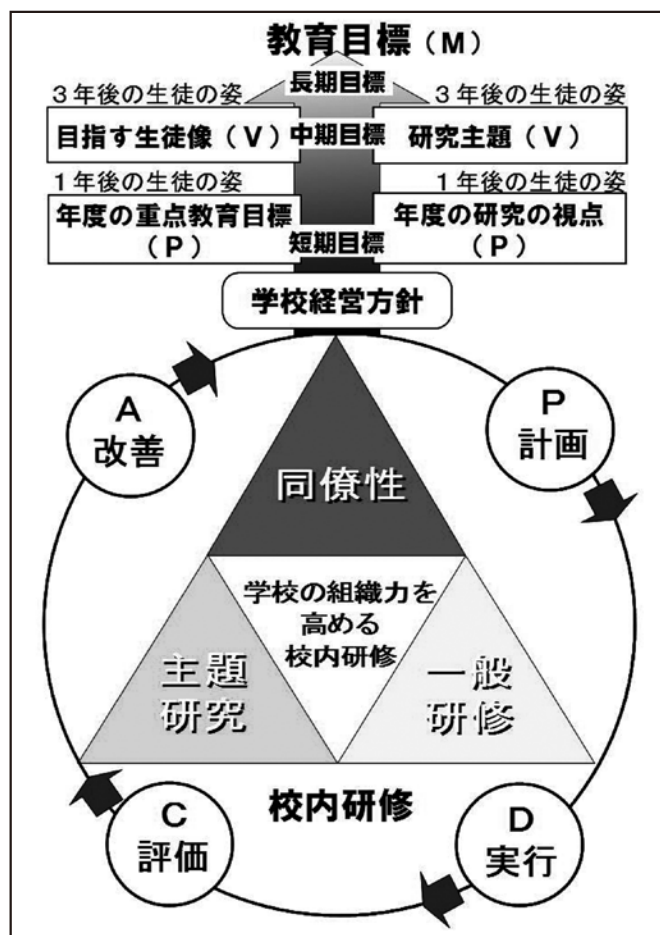 教育目標(M)
長期目標
3年後の生徒の姿
3年後の生徒の姿
目指す生徒像(V)
中期目標
研究主題(V)
1年後の生徒の姿
1年後の生徒の姿
年度の重点教育目標
(P)
短期目標
年度の研究の視点
(P)
学校経営方針
A
改善
P
計画
同僚性
学校の組織力を
高める
校内研修
主題
研究
一般
研修
校内研修
C
評価
D
実行